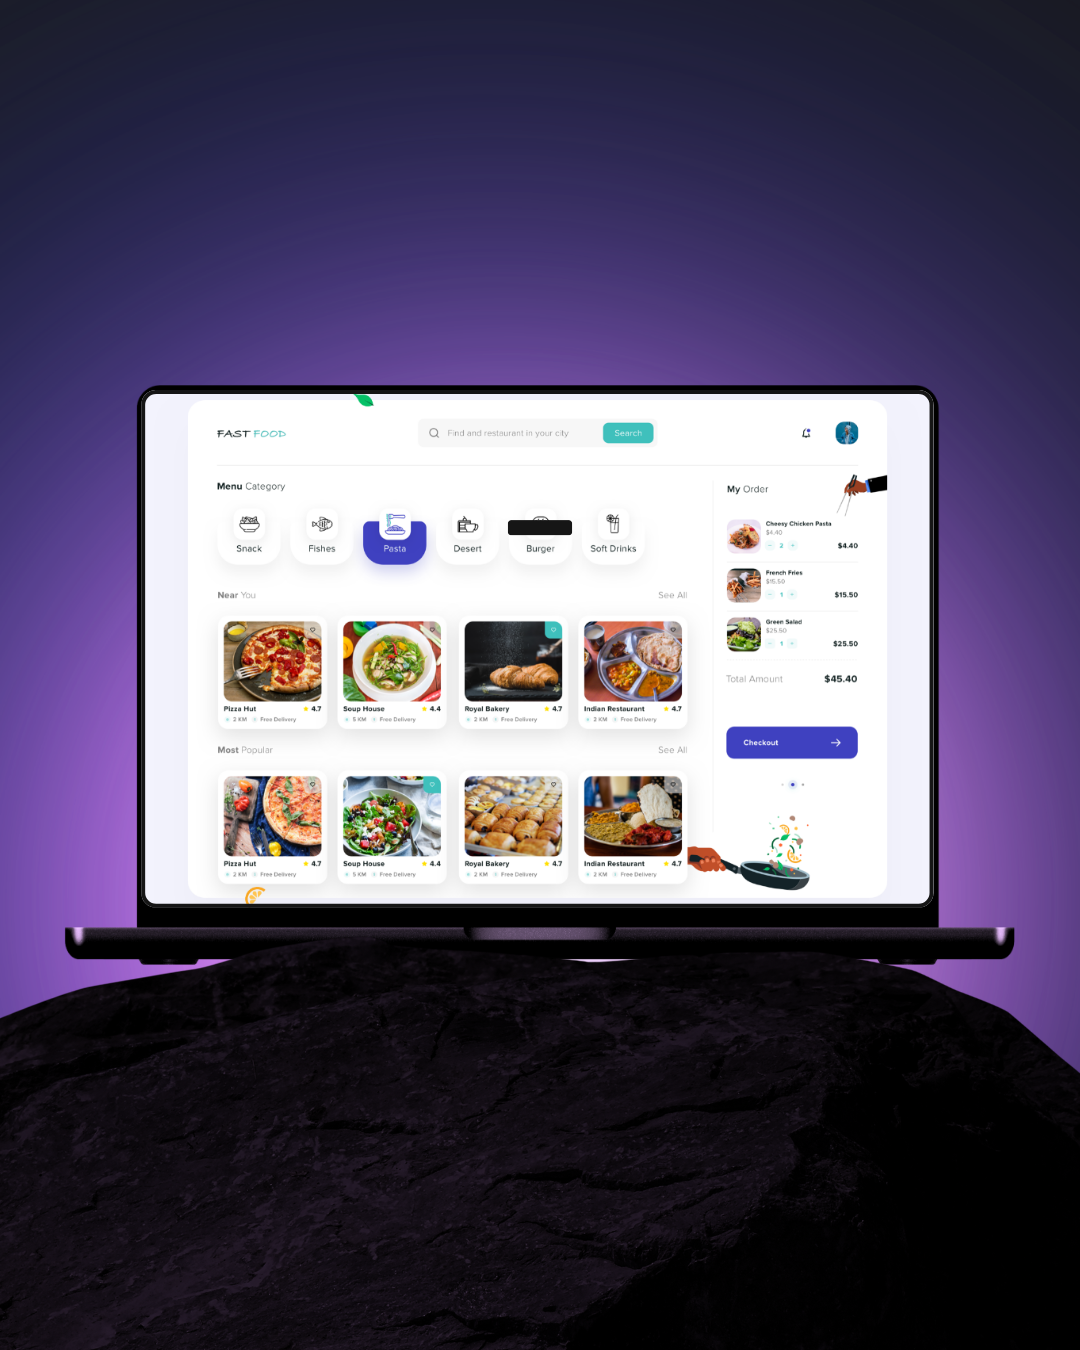 FAST FOOD
Find and restaurant in your city
Search
Menu Category
Snack
Fishes
Pasta
Desert
Burger
Soft Drinks
Near You
See All
Pizza Hut 4.7
2 KM Free Delivery
Soup House 4.4
5 KM Free Delivery
Royal Bakery 4.7
2 KM Free Delivery
Indian Restaurant 4.7
2 KM Free Delivery
Most Popular
See All
Pizza Hut 4.7
2 KM Free Delivery
Soup House 4.4
5 KM Free Delivery
Royal Bakery 4.7
2 KM Free Delivery
Indian Restaurant 4.7
2 KM Free Delivery
My Order
Cheesy Chicken Pasta
$4.40
− 2 + $4.40
French Fries
$15.50
− 1 + $15.50
Green Salad
$25.50
− 1 + $25.50
Total Amount $45.40
Checkout →